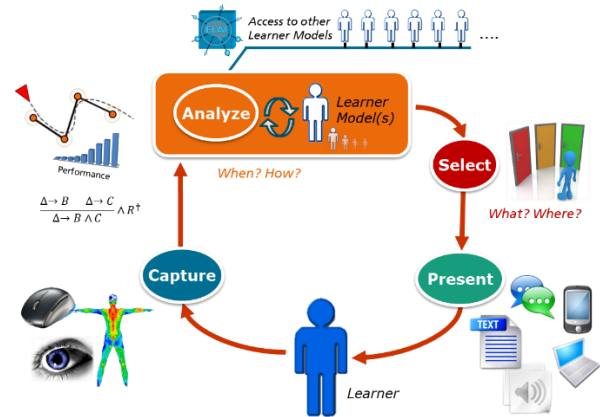 Access to other
Learner Models
....
Analyze
Learner
Model(s)
When? How?
Select
What? Where?
Performance
Δ→ B    Δ→ C
Δ→ B ∧ C
∧ R†
Capture
Present
TEXT
Learner